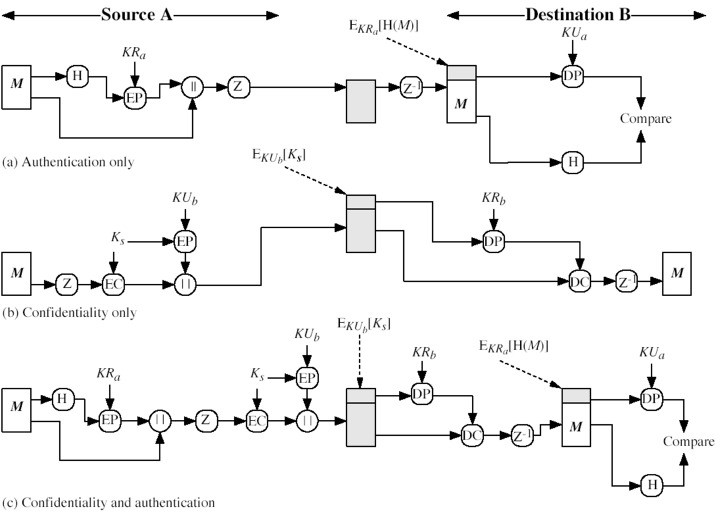 Source A
Destination B
E_KRa[H(M)]
KR_a
KU_a
M
H
EP
||
Z
Z⁻¹
M
DP
H
Compare
(a) Authentication only
E_KUb[K_s]
KU_b
KR_b
K_s
EP
DP
M
Z
EC
||
DC
Z⁻¹
M
(b) Confidentiality only
KU_b
E_KUb[K_s]
KR_b
E_KRa[H(M)]
KU_a
KR_a
K_s
EP
DP
DP
M
H
EP
||
Z
EC
||
DC
Z⁻¹
M
Compare
H
(c) Confidentiality and authentication